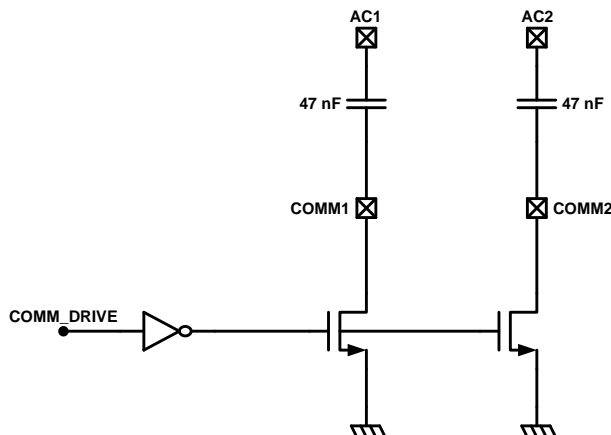 AC1
AC2
47 nF
47 nF
COMM1
COMM2
COMM_DRIVE